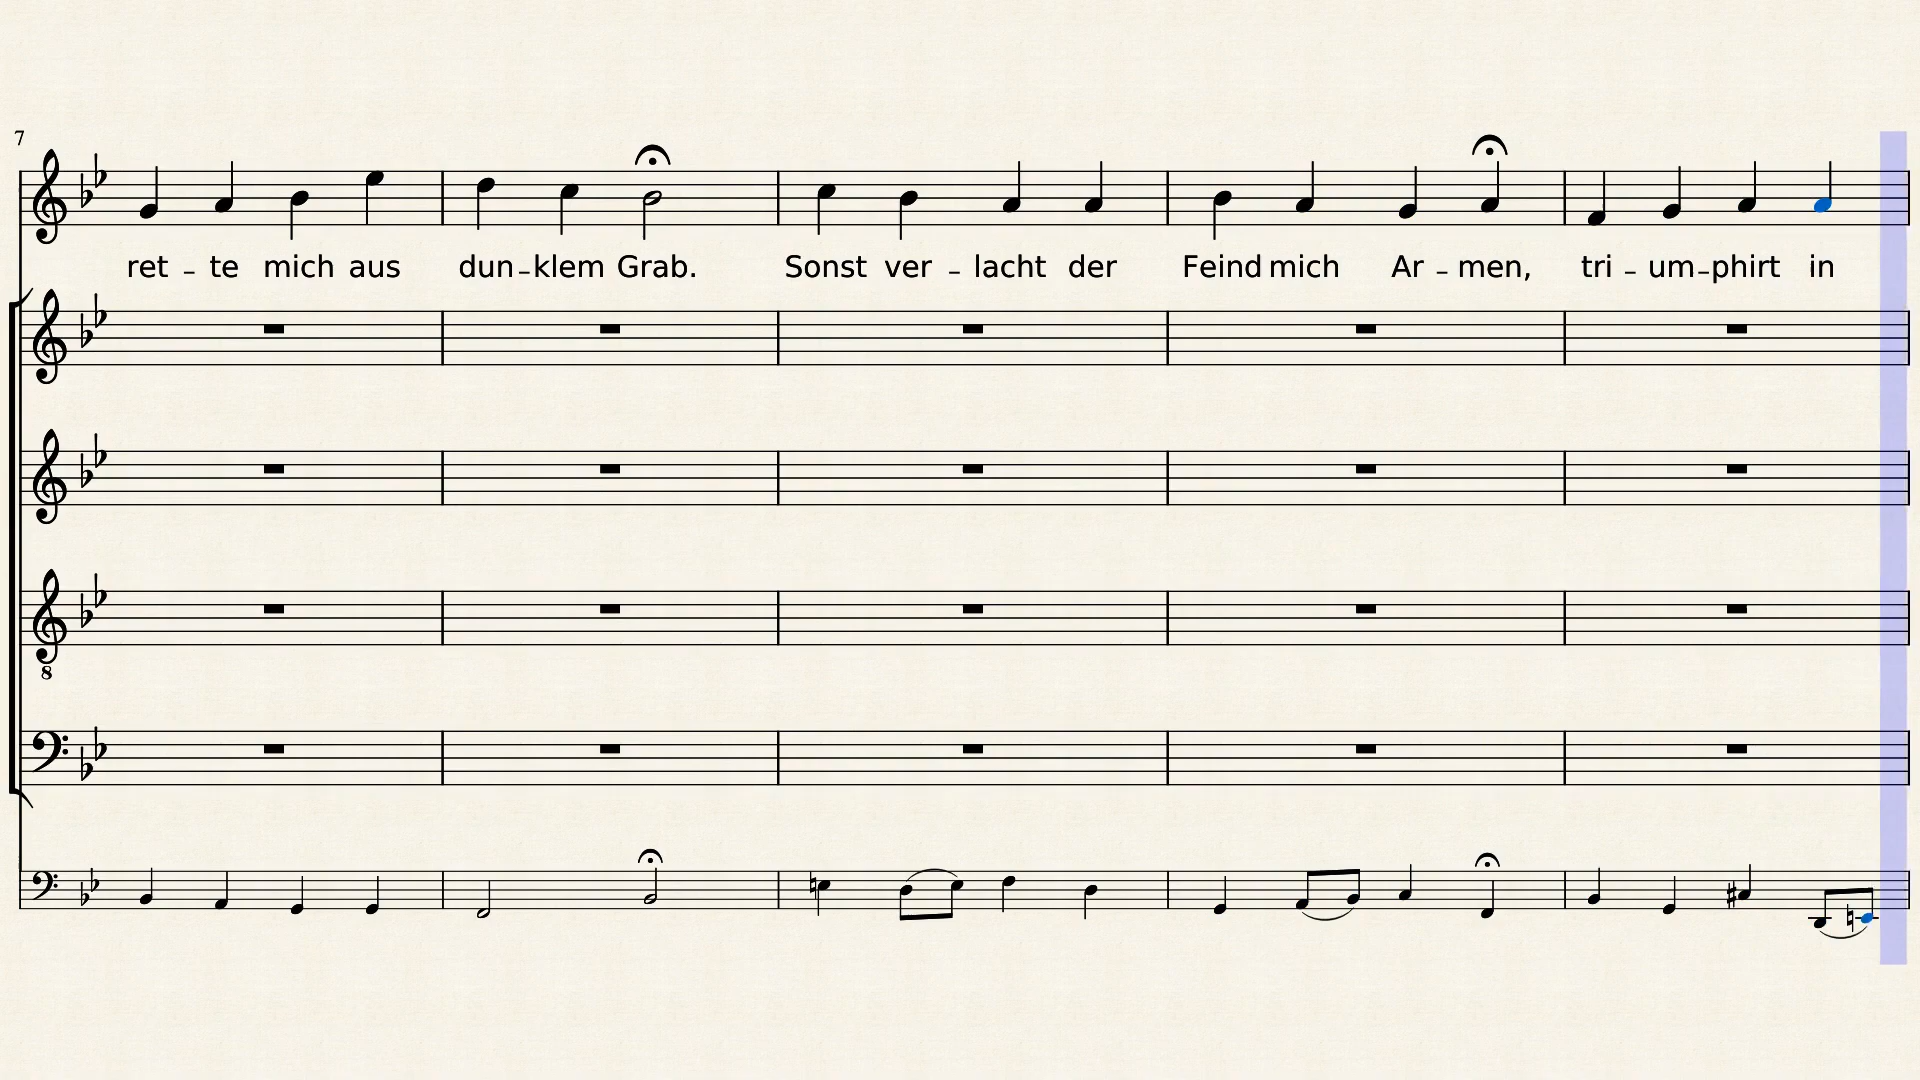 7
ret – te mich aus dun–klem Grab. Sonst ver – lacht der Feind mich Ar – men, tri – um–phirt in
8